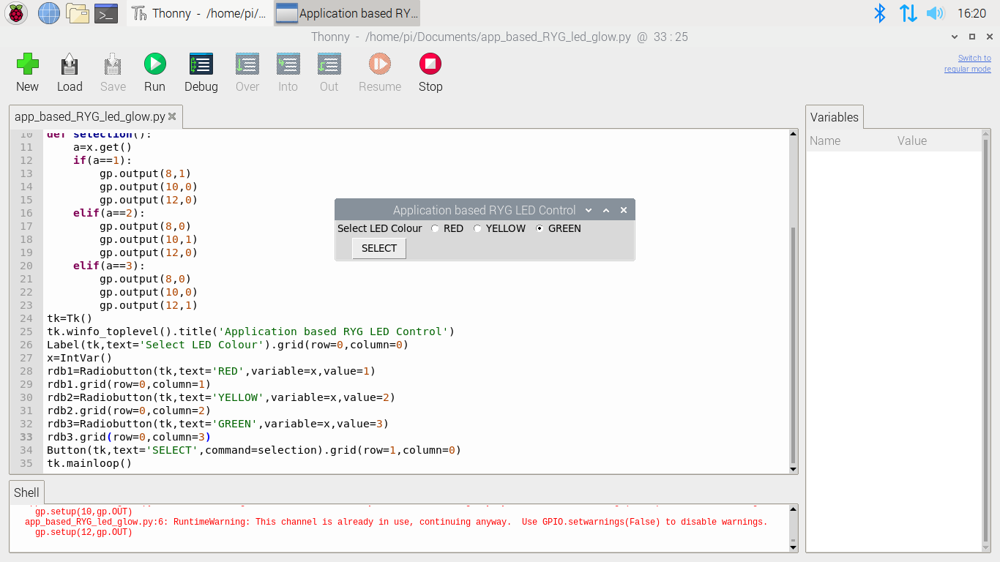 Thonny - /home/pi/...
Application based RY...
16:20
Thonny - /home/pi/Documents/app_based_RYG_led_glow.py @ 33 : 25
Switch to
regular mode
New Load Save Run Debug Over Into Out Resume Stop
app_based_RYG_led_glow.py
10 def selection():
11 a=x.get()
12 if(a==1):
13 gp.output(8,1)
14 gp.output(10,0)
15 gp.output(12,0)
16 elif(a==2):
17 gp.output(8,0)
18 gp.output(10,1)
19 gp.output(12,0)
20 elif(a==3):
21 gp.output(8,0)
22 gp.output(10,0)
23 gp.output(12,1)
24 tk=Tk()
25 tk.winfo_toplevel().title('Application based RYG LED Control')
26 Label(tk,text='Select LED Colour').grid(row=0,column=0)
27 x=IntVar()
28 rdb1=Radiobutton(tk,text='RED',variable=x,value=1)
29 rdb1.grid(row=0,column=1)
30 rdb2=Radiobutton(tk,text='YELLOW',variable=x,value=2)
31 rdb2.grid(row=0,column=2)
32 rdb3=Radiobutton(tk,text='GREEN',variable=x,value=3)
33 rdb3.grid(row=0,column=3)
34 Button(tk,text='SELECT',command=selection).grid(row=1,column=0)
35 tk.mainloop()
Application based RYG LED Control
Select LED Colour RED YELLOW GREEN
SELECT
Variables
Name Value
Shell
gp.setup(10,gp.OUT)
app_based_RYG_led_glow.py:6: RuntimeWarning: This channel is already in use, continuing anyway.  Use GPIO.setwarnings(False) to disable warnings.
gp.setup(12,gp.OUT)